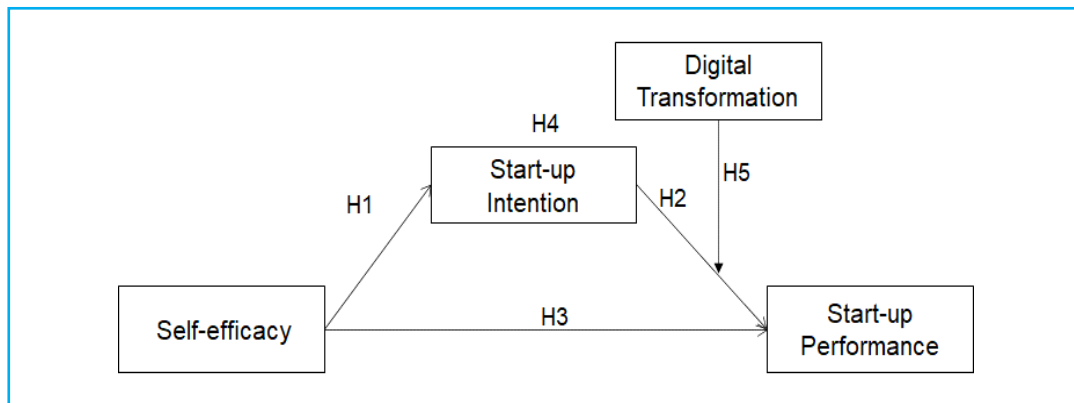 Digital
Transformation
H4
Start-up
Intention
H5
H1
H2
Self-efficacy
H3
Start-up
Performance